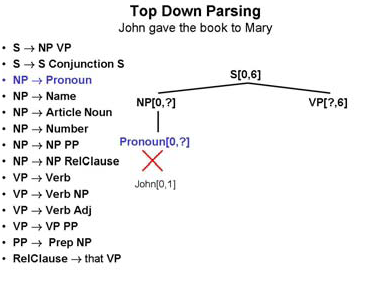 Top Down Parsing
John gave the book to Mary
• S → NP VP
• S → S Conjunction S
• NP → Pronoun
• NP → Name
• NP → Article Noun
• NP → Number
• NP → NP PP
• NP → NP RelClause
• VP → Verb
• VP → Verb NP
• VP → Verb Adj
• VP → VP PP
• PP → Prep NP
• RelClause → that VP
S[0,6]
NP[0,?] VP[?,6]
Pronoun[0,?]
John[0,1]